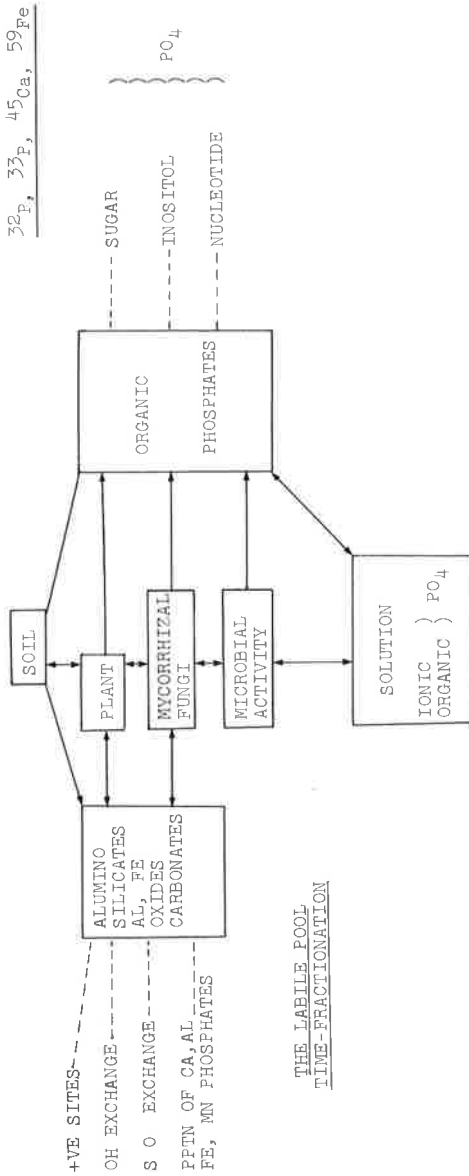 ³²P, ³³P, ⁴⁵Ca, ⁵⁹Fe
SOIL
+VE SITES
OH EXCHANGE
S O EXCHANGE
PPTN OF CA,AL
FE, MN PHOSPHATES
ALUMINO
SILICATES
AL, FE
OXIDES
CARBONATES
PLANT
MYCORRHIZAL
FUNGI
MICROBIAL
ACTIVITY
ORGANIC
PHOSPHATES
SUGAR
INOSITOL
NUCLEOTIDE
PO₄
SOLUTION
IONIC
ORGANIC
} PO₄
THE LABILE POOL
TIME-FRACTIONATION